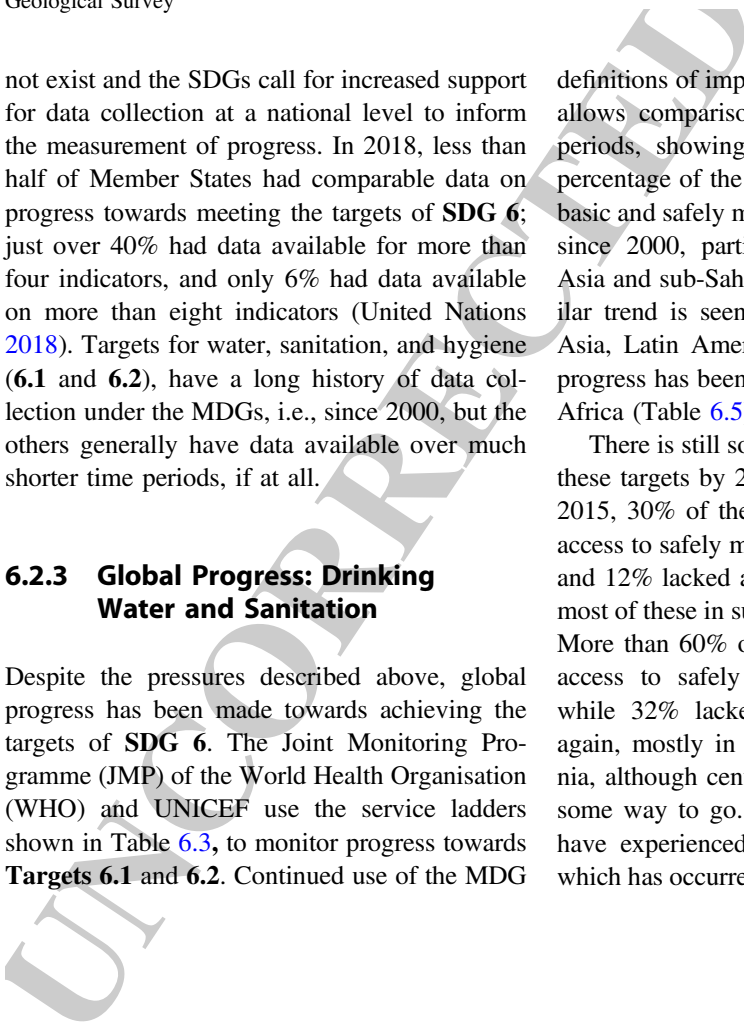 Geological Survey
not exist and the SDGs call for increased support
for data collection at a national level to inform
the measurement of progress. In 2018, less than
half of Member States had comparable data on
progress towards meeting the targets of SDG 6;
just over 40% had data available for more than
four indicators, and only 6% had data available
on more than eight indicators (United Nations
2018). Targets for water, sanitation, and hygiene
(6.1 and 6.2), have a long history of data col-
lection under the MDGs, i.e., since 2000, but the
others generally have data available over much
shorter time periods, if at all.
6.2.3 Global Progress: Drinking
Water and Sanitation
Despite the pressures described above, global
progress has been made towards achieving the
targets of SDG 6. The Joint Monitoring Pro-
gramme (JMP) of the World Health Organisation
(WHO) and UNICEF use the service ladders
shown in Table 6.3, to monitor progress towards
Targets 6.1 and 6.2. Continued use of the MDG
definitions of imp
allows compariso
periods, showing
percentage of the
basic and safely m
since 2000, parti
Asia and sub-Sah
ilar trend is seen
Asia, Latin Amer
progress has been
Africa (Table 6.5
There is still so
these targets by 2
2015, 30% of the
access to safely m
and 12% lacked a
most of these in su
More than 60% o
access to safely
while 32% lacke
again, mostly in
nia, although cent
some way to go.
have experienced
which has occurre
UNCORRECTED